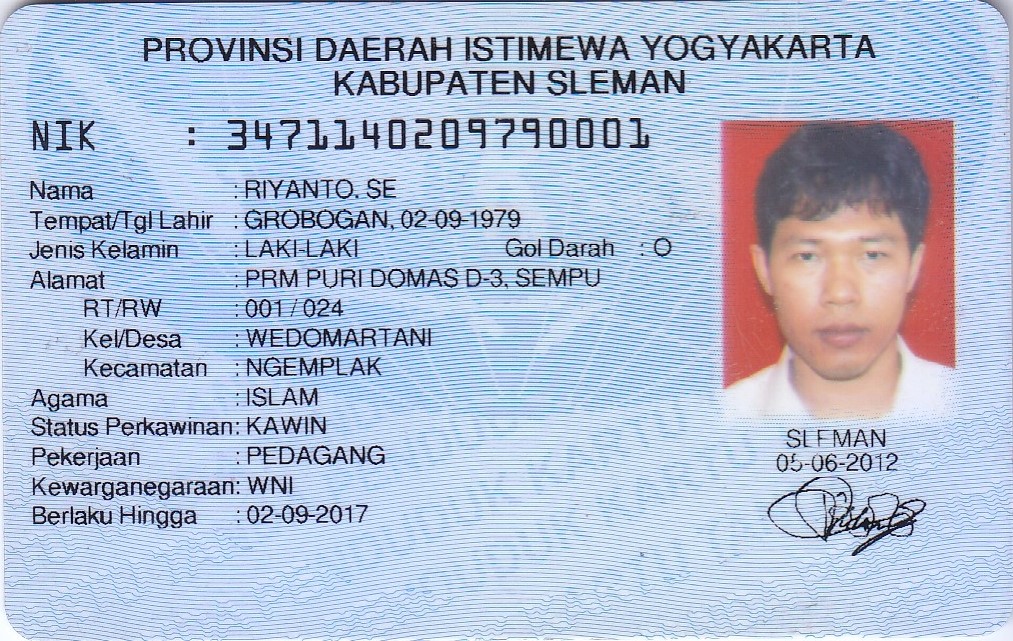 PROVINSI DAERAH ISTIMEWA YOGYAKARTA
KABUPATEN SLEMAN
NIK : 3471140209790001
Nama : RIYANTO. SE
Tempat/Tgl Lahir : GROBOGAN, 02-09-1979
Jenis Kelamin : LAKI-LAKI Gol Darah : O
Alamat : PRM PURI DOMAS D-3, SEMPU
RT/RW : 001 / 024
Kel/Desa : WEDOMARTANI
Kecamatan : NGEMPLAK
Agama : ISLAM
Status Perkawinan: KAWIN
Pekerjaan : PEDAGANG
Kewarganegaraan: WNI
Berlaku Hingga : 02-09-2017
SLEMAN
05-06-2012